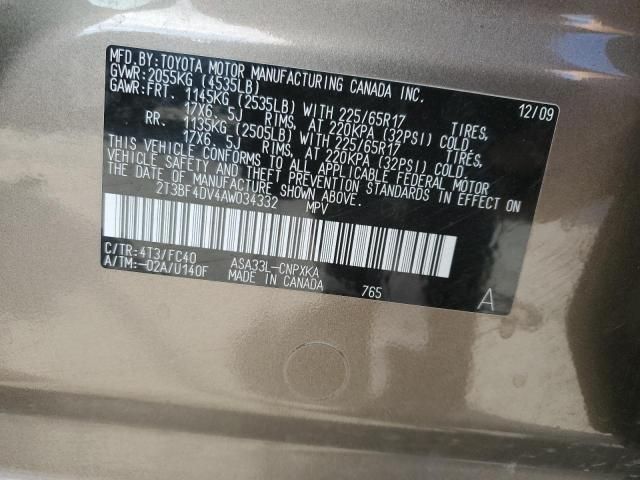 MFD. BY: TOYOTA MOTOR MANUFACTURING CANADA INC.
GVWR: 2055KG (4535LB) 12/09
GAWR: FRT. 1145KG (2535LB) WITH 225/65R17 TIRES,
17X6. 5J RIMS, AT 220KPA (32PSI) COLD
RR. 1135KG (2505LB) WITH 225/65R17 TIRES,
17X6. 5J RIMS, AT 220KPA (32PSI) COLD.
THIS VEHICLE CONFORMS TO ALL APPLICABLE FEDERAL MOTOR
VEHICLE SAFETY AND THEFT PREVENTION STANDARDS IN EFFECT ON
THE DATE OF MANUFACTURE SHOWN ABOVE.
2T3BF4DV4AW034332 MPV
C/TR: 4T3/FC40 ASA33L-CNPXKA
A/TM: -02A/U140F MADE IN CANADA 765 A